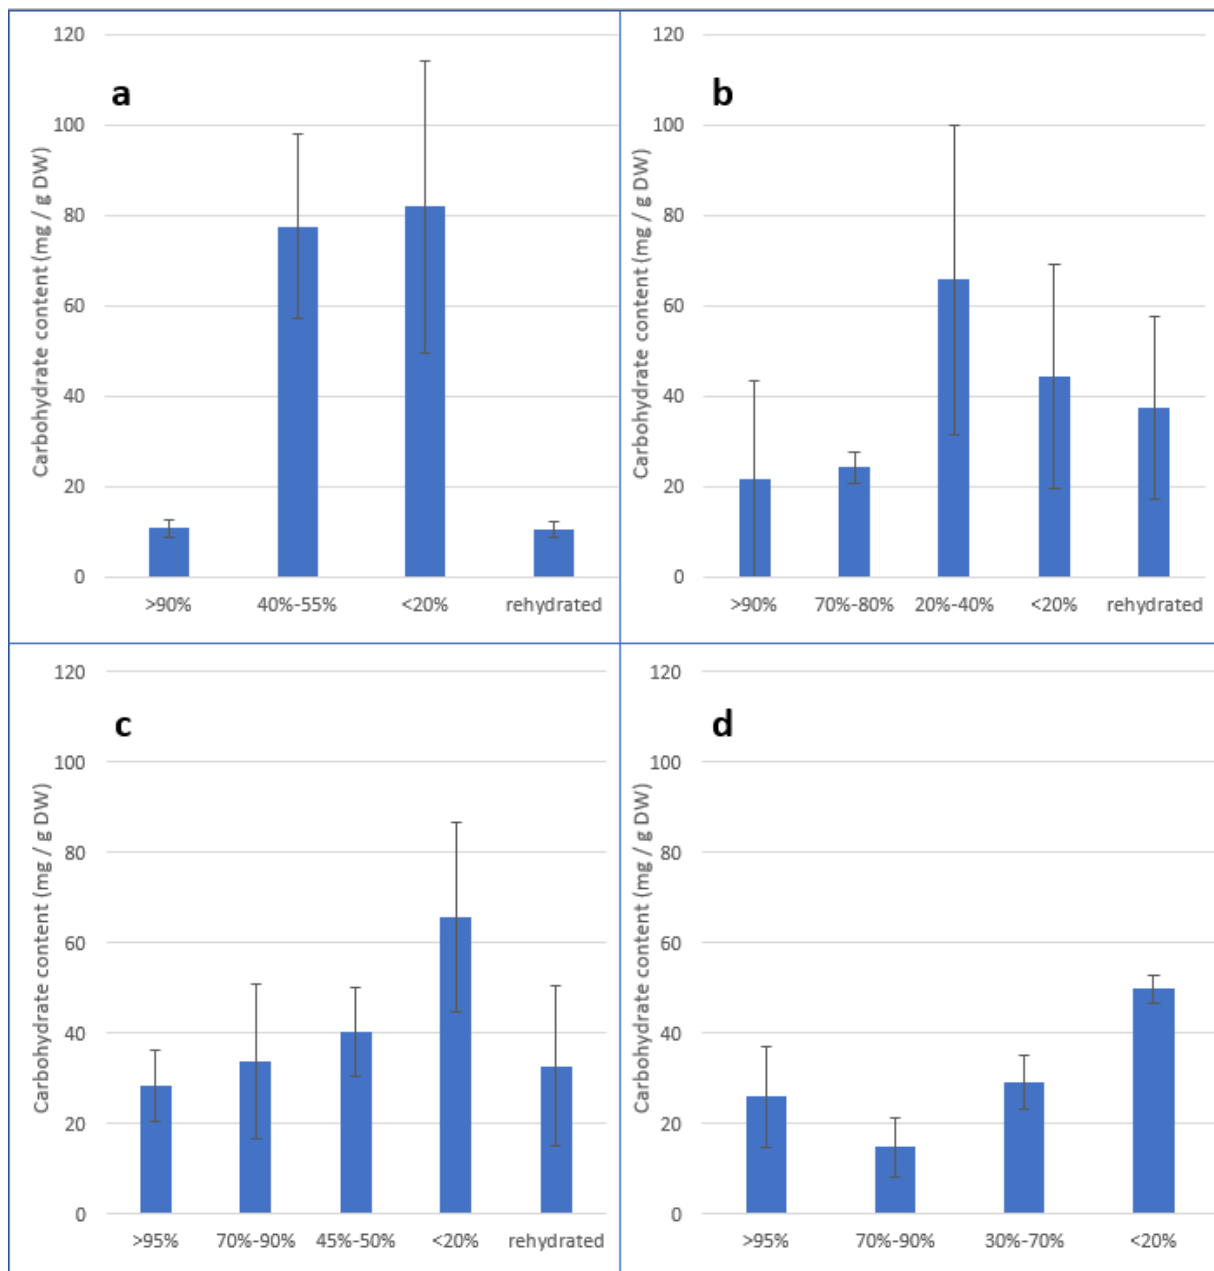 a
Carbohydrate content (mg / g DW)
120
100
80
60
40
20
0
>90% 40%-55% <20% rehydrated
b
Carbohydrate content (mg / g DW)
120
100
80
60
40
20
0
>90% 70%-80% 20%-40% <20% rehydrated
c
Carbohydrate content (mg / g DW)
120
100
80
60
40
20
0
>95% 70%-90% 45%-50% <20% rehydrated
d
Carbohydrate content (mg / g DW)
120
100
80
60
40
20
0
>95% 70%-90% 30%-70% <20%